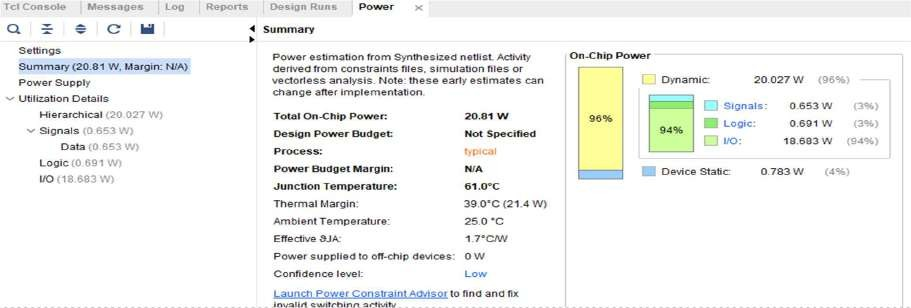 Tcl Console Messages Log Reports Design Runs Power ×
Summary
Settings
Summary (20.81 W, Margin: N/A)
Power Supply
Utilization Details
Hierarchical (20.027 W)
Signals (0.653 W)
Data (0.653 W)
Logic (0.691 W)
I/O (18.683 W)
Power estimation from Synthesized netlist. Activity
derived from constraints files, simulation files or
vectorless analysis. Note: these early estimates can
change after implementation.
Total On-Chip Power: 20.81 W
Design Power Budget: Not Specified
Process: typical
Power Budget Margin: N/A
Junction Temperature: 61.0°C
Thermal Margin: 39.0°C (21.4 W)
Ambient Temperature: 25.0 °C
Effective ϑJA: 1.7°C/W
Power supplied to off-chip devices: 0 W
Confidence level: Low
Launch Power Constraint Advisor to find and fix
invalid switching activity
On-Chip Power
96%
Dynamic: 20.027 W (96%)
94%
Signals: 0.653 W (3%)
Logic: 0.691 W (3%)
I/O: 18.683 W (94%)
Device Static: 0.783 W (4%)